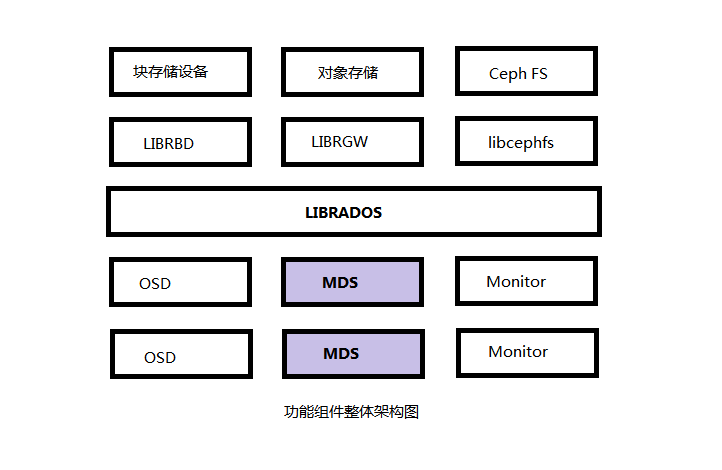 块存储设备
对象存储
Ceph FS
LIBRBD
LIBRGW
libcephfs
LIBRADOS
OSD
MDS
Monitor
OSD
MDS
Monitor
功能组件整体架构图